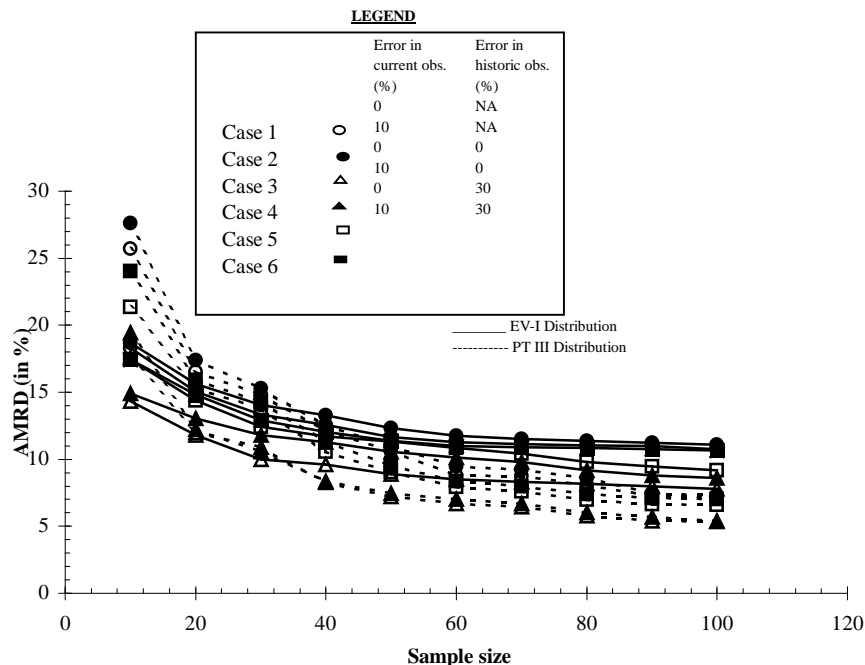 LEGEND
Error in Error in
current obs. historic obs.
(%) (%)
0 NA
Case 1 10 NA
0 0
Case 2 10 0
Case 3 0 30
Case 4 10 30
Case 5
Case 6
30
25
20
15
10
5
0
AMRD (in %)
_______ EV-I Distribution
---------- PT III Distribution
0 20 40 60 80 100 120
Sample size